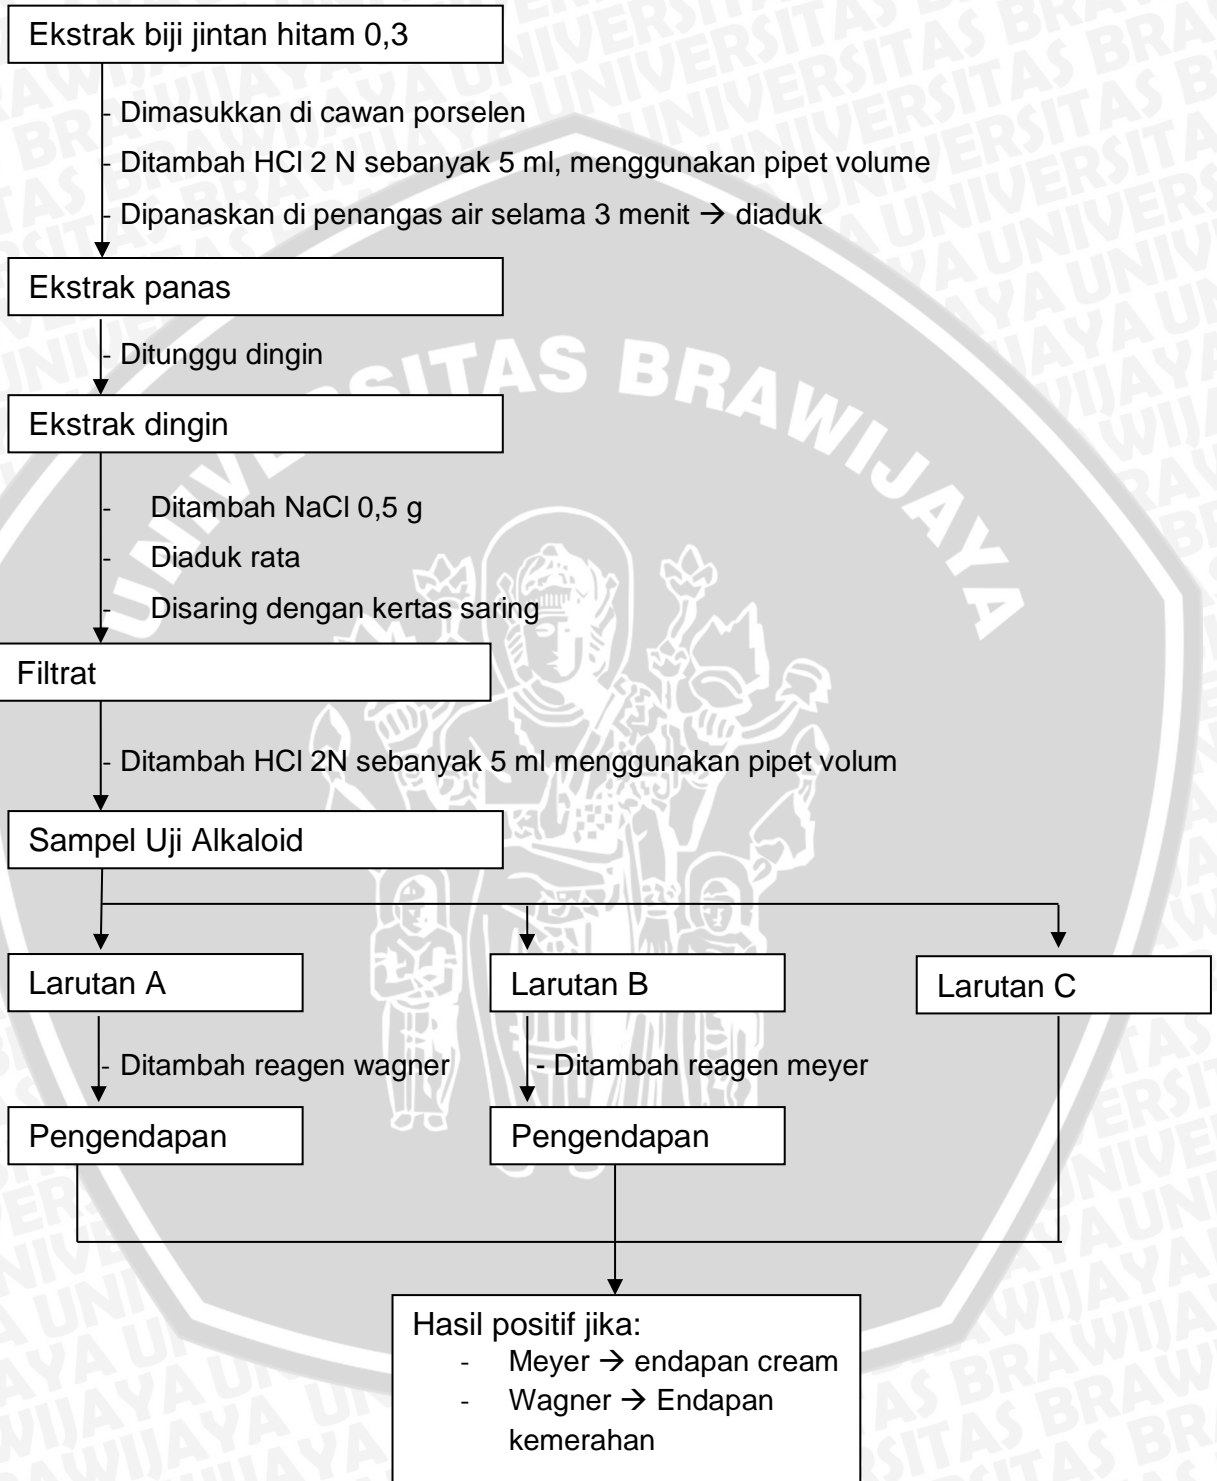 Ekstrak biji jintan hitam 0,3
- Dimasukkan di cawan porselen
- Ditambah HCl 2 N sebanyak 5 ml, menggunakan pipet volume
- Dipanaskan di penangas air selama 3 menit → diaduk
Ekstrak panas
- Ditunggu dingin
Ekstrak dingin
- Ditambah NaCl 0,5 g
- Diaduk rata
- Disaring dengan kertas saring
Filtrat
- Ditambah HCl 2N sebanyak 5 ml menggunakan pipet volum
Sampel Uji Alkaloid
Larutan A
Larutan B
Larutan C
- Ditambah reagen wagner
- Ditambah reagen meyer
Pengendapan
Pengendapan
Hasil positif jika:
- Meyer → endapan cream
- Wagner → Endapan
kemerahan
UNIVERSITAS BRAWIJAYA